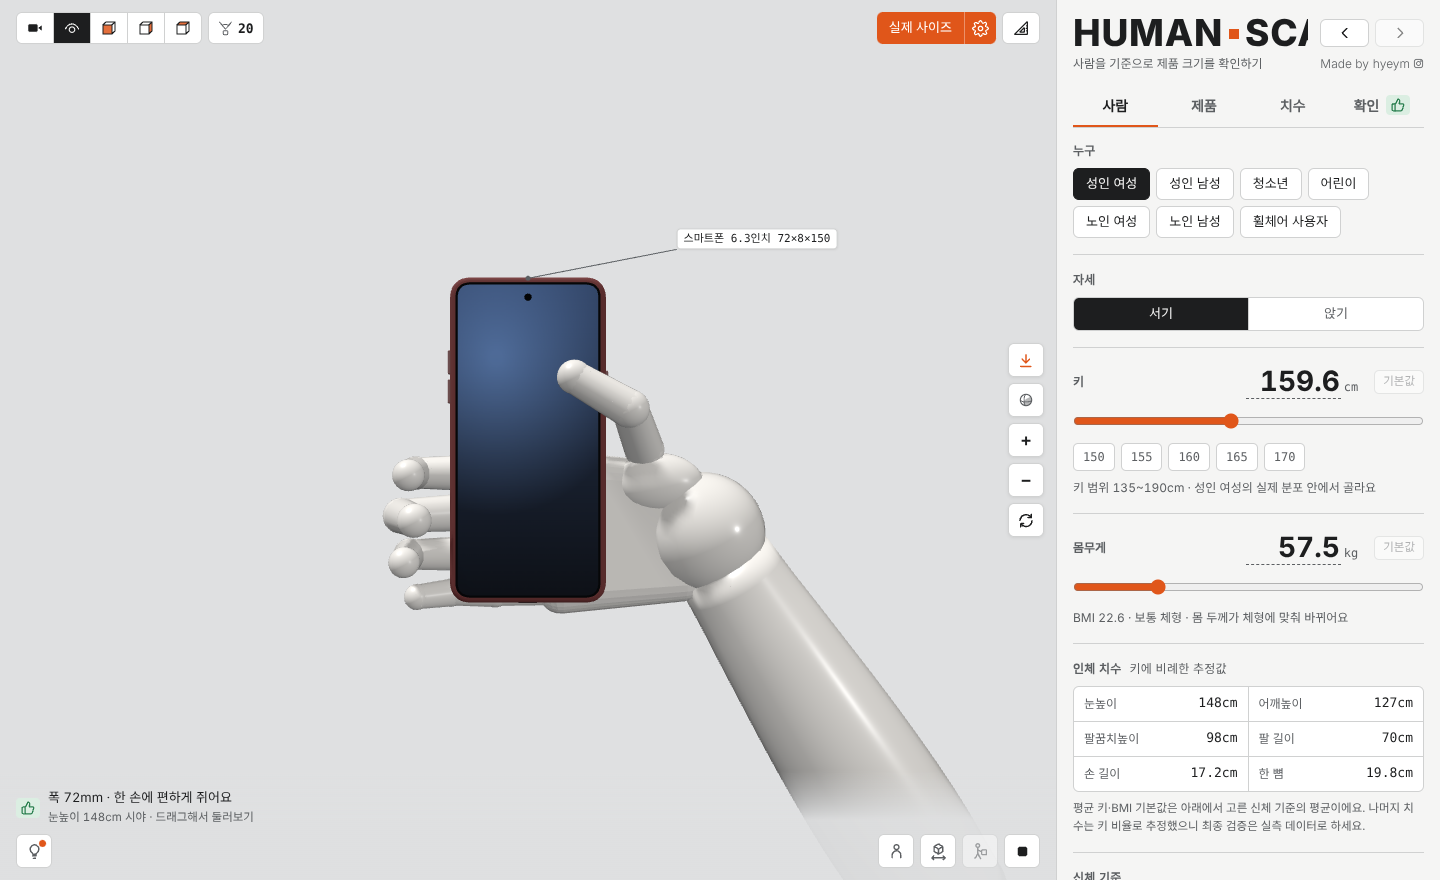 20
실제 사이즈
스마트폰 6.3인치 72×8×150
폭 72mm · 한 손에 편하게 쥐어요
눈높이 148cm 시야 · 드래그해서 둘러보기
HUMAN SCA
사람을 기준으로 제품 크기를 확인하기
Made by hyeym
사람 제품 치수 확인
누구
성인 여성 성인 남성 청소년 어린이
노인 여성 노인 남성 휠체어 사용자
자세
서기 앉기
키 159.6 cm 기본값
150 155 160 165 170
키 범위 135~190cm · 성인 여성의 실제 분포 안에서 골라요
몸무게 57.5 kg 기본값
BMI 22.6 · 보통 체형 · 몸 두께가 체형에 맞춰 바뀌어요
인체 치수 키에 비례한 추정값
눈높이 148cm 어깨높이 127cm
팔꿈치높이 98cm 팔 길이 70cm
손 길이 17.2cm 한 뼘 19.8cm
평균 키·BMI 기본값은 아래에서 고른 신체 기준의 평균이에요. 나머지 치
수는 키 비율로 추정했으니 최종 검증은 실측 데이터로 하세요.
신체 기준